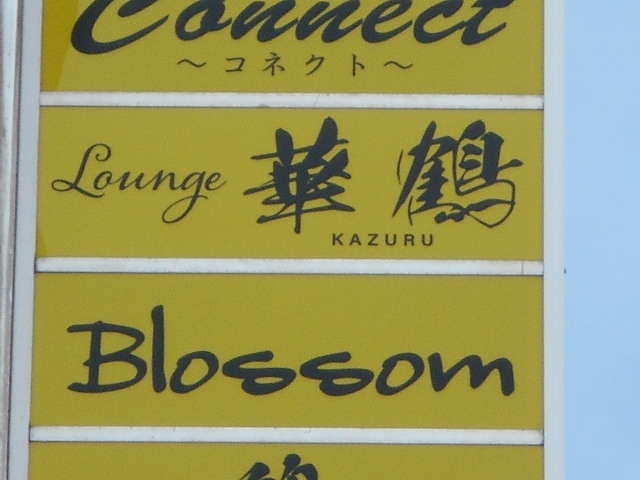 Connect
～コネクト～
Lounge 華鶴
KAZURU
Blossom